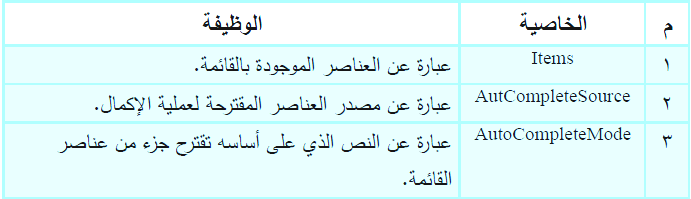 م الخاصية الوظيفة
١ Items عبارة عن العناصر الموجودة بالقائمة.
٢ AutCompleteSource عبارة عن مصدر العناصر المقترحة لعملية الإكمال.
٣ AutoCompleteMode عبارة عن النص الذي على أساسه تقترح جزء من عناصر
القائمة.